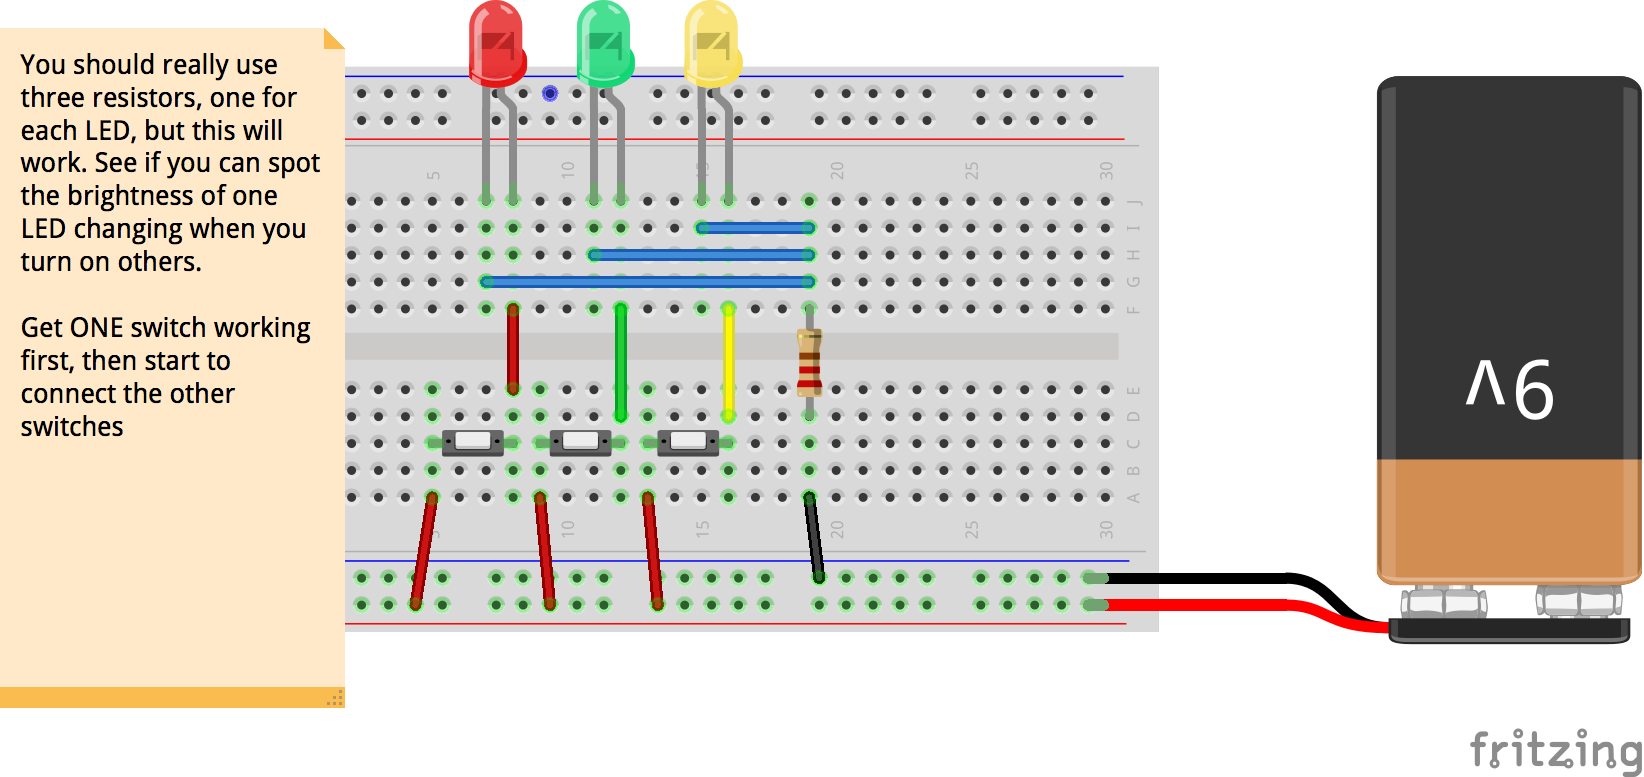 You should really use
three resistors, one for
each LED, but this will
work. See if you can spot
the brightness of one
LED changing when you
turn on others.
Get ONE switch working
first, then start to
connect the other
switches
5 10 15 20 25 30
J
I
H
G
F
E
D
C
B
A
5 10 15 20 25 30
9V
fritzing